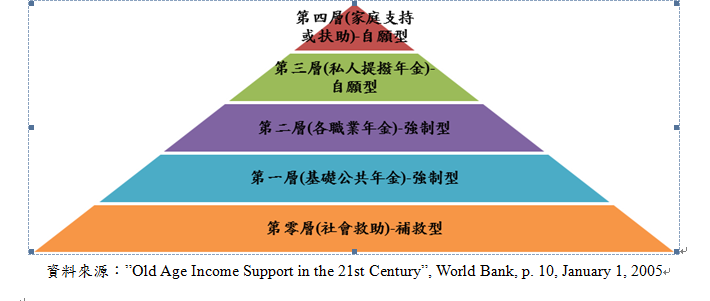 第四層(家庭支持
或扶助)-自願型
第三層(私人提撥年金)-
自願型
第二層(各職業年金)-強制型
第一層(基礎公共年金)-強制型
第零層(社會救助)-補救型
資料來源：”Old Age Income Support in the 21st Century”, World Bank, p. 10, January 1, 2005